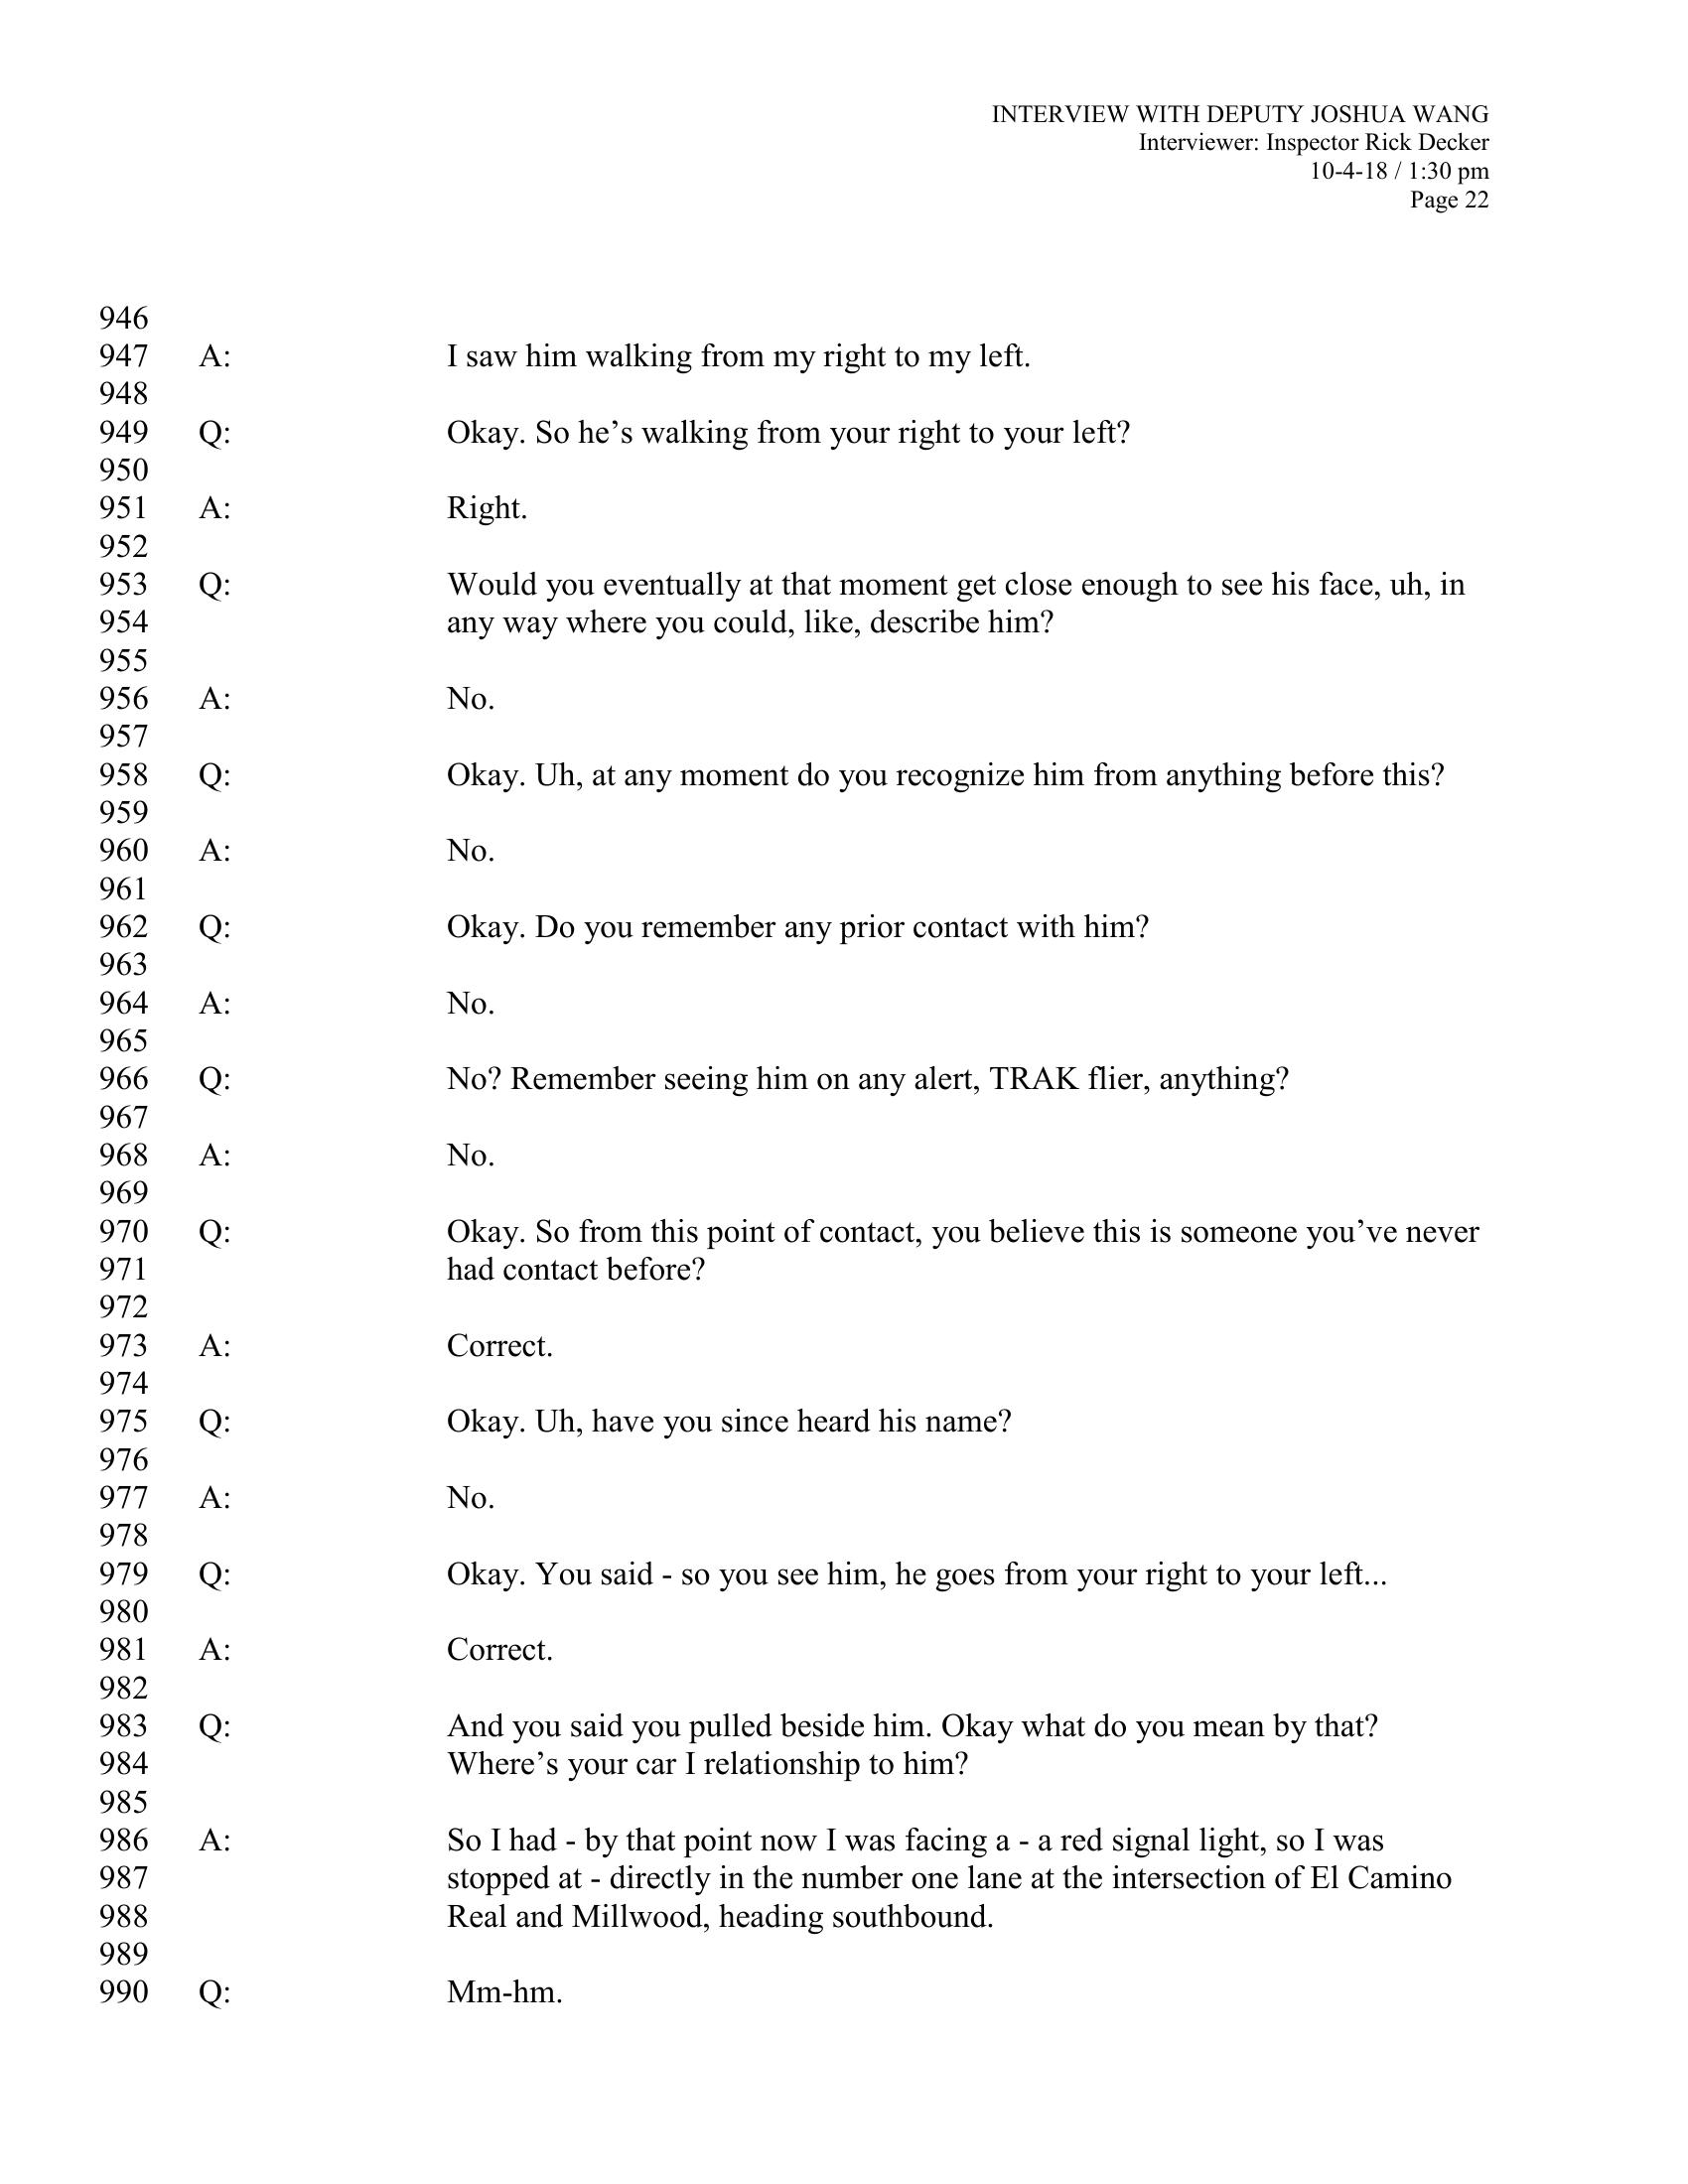 INTERVIEW WITH DEPUTY JOSHUA WANG
Interviewer: Inspector Rick Decker
10-4-18 / 1:30 pm
Page 22
946
947 A: I saw him walking from my right to my left.
948
949 Q: Okay. So he’s walking from your right to your left?
950
951 A: Right.
952
953 Q: Would you eventually at that moment get close enough to see his face, uh, in
954 any way where you could, like, describe him?
955
956 A: No.
957
958 Q: Okay. Uh, at any moment do you recognize him from anything before this?
959
960 A: No.
961
962 Q: Okay. Do you remember any prior contact with him?
963
964 A: No.
965
966 Q: No? Remember seeing him on any alert, TRAK flier, anything?
967
968 A: No.
969
970 Q: Okay. So from this point of contact, you believe this is someone you’ve never
971 had contact before?
972
973 A: Correct.
974
975 Q: Okay. Uh, have you since heard his name?
976
977 A: No.
978
979 Q: Okay. You said - so you see him, he goes from your right to your left...
980
981 A: Correct.
982
983 Q: And you said you pulled beside him. Okay what do you mean by that?
984 Where’s your car I relationship to him?
985
986 A: So I had - by that point now I was facing a - a red signal light, so I was
987 stopped at - directly in the number one lane at the intersection of El Camino
988 Real and Millwood, heading southbound.
989
990 Q: Mm-hm.